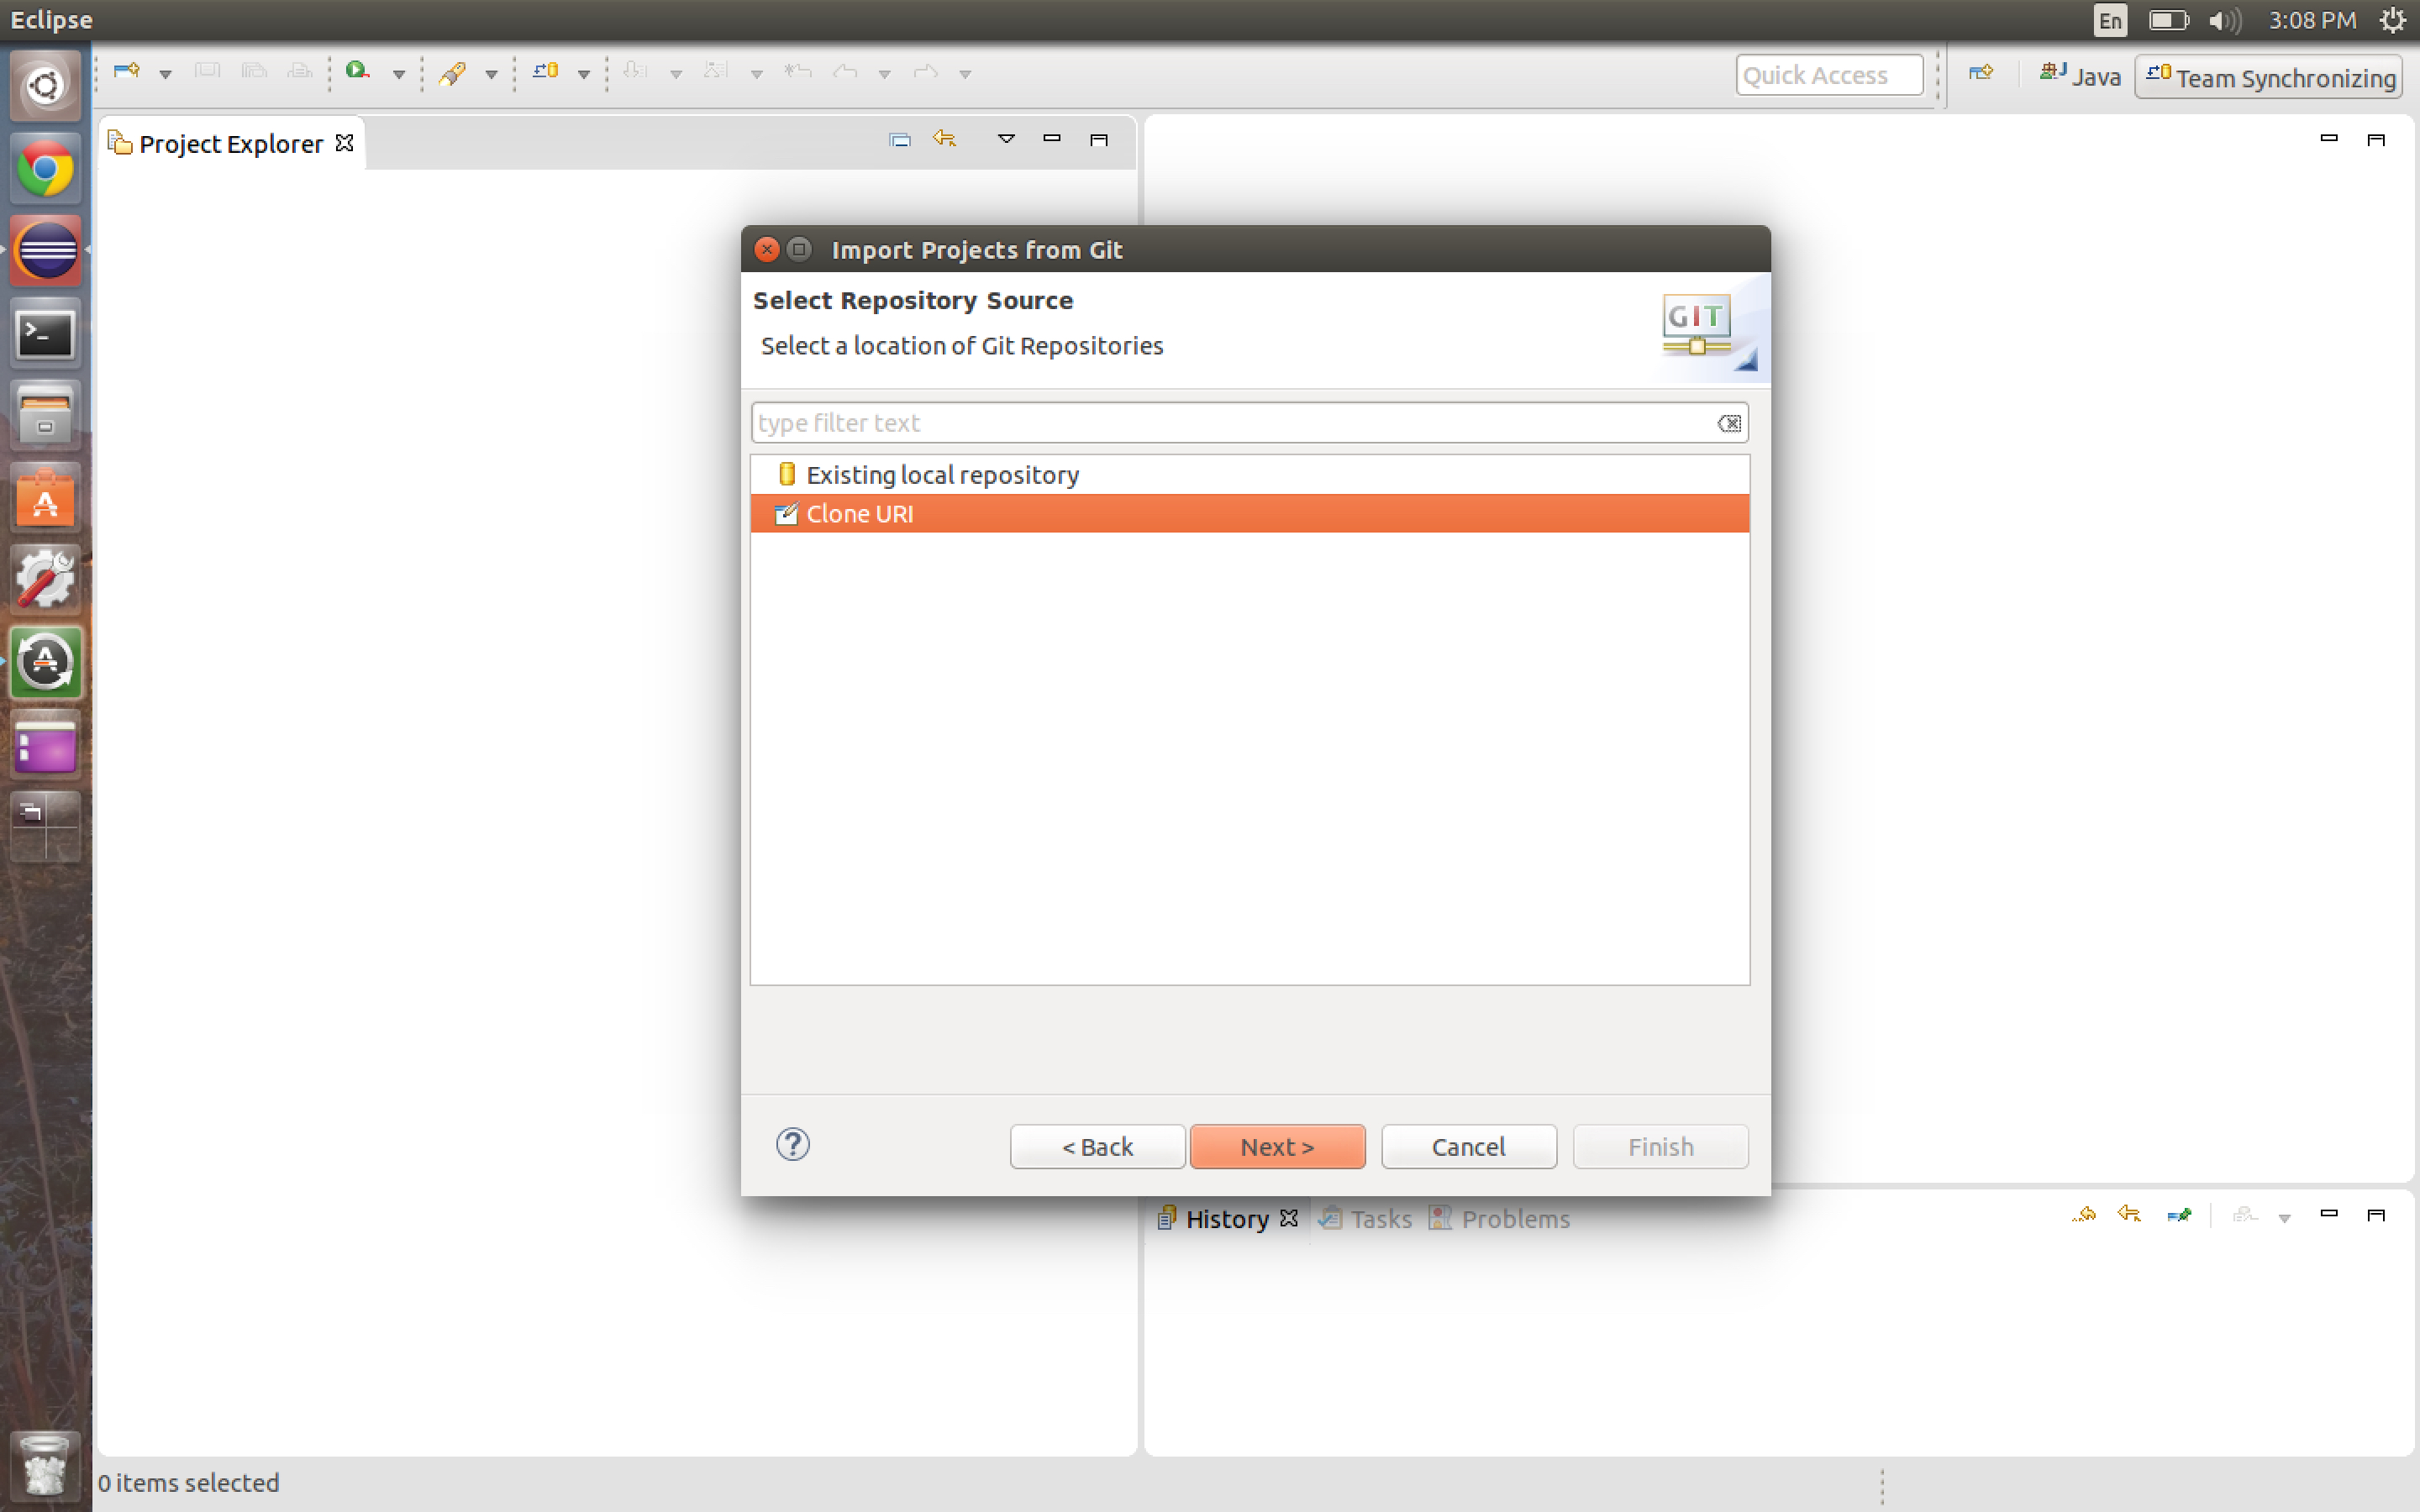 Eclipse
En
3:08 PM
Quick Access
Java
Team Synchronizing
Project Explorer
Import Projects from Git
Select Repository Source
Select a location of Git Repositories
GIT
type filter text
Existing local repository
Clone URI
< Back
Next >
Cancel
Finish
History
Tasks
Problems
0 items selected